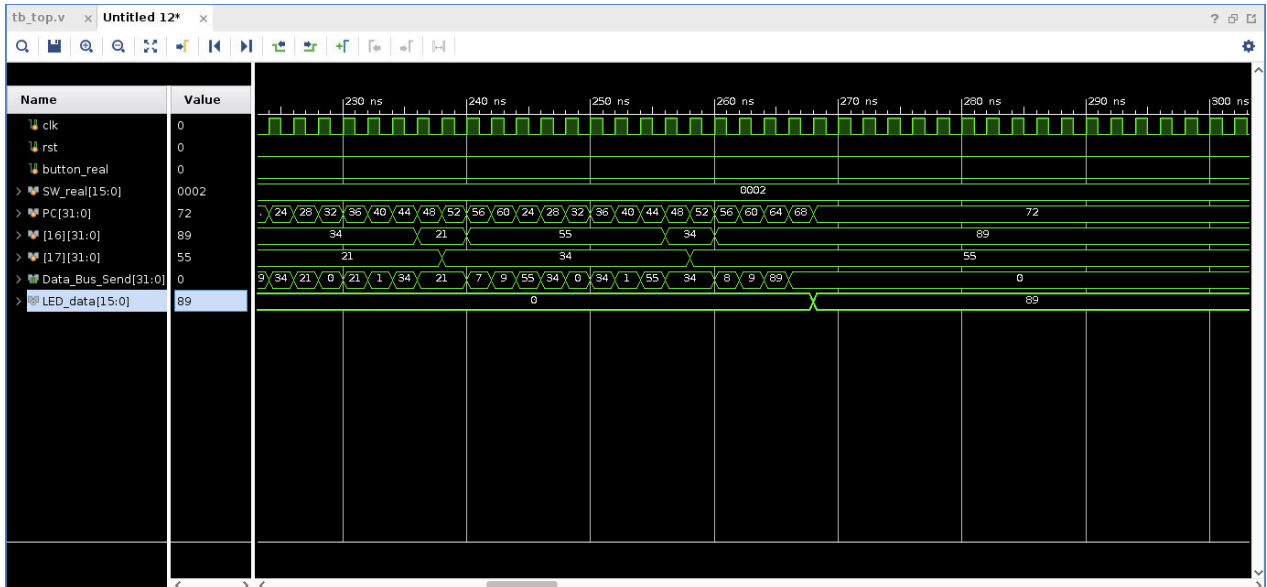 tb_top.v × Untitled 12* × ?
Name Value 230 ns 240 ns 250 ns 260 ns 270 ns 280 ns 290 ns 300 ns
clk 0
rst 0
button_real 0
SW_real[15:0] 0002 0002
PC[31:0] 72 24 28 32 36 40 44 48 52 56 60 24 28 32 36 40 44 48 52 56 60 64 68 72
[16][31:0] 89 34 21 55 34 89
[17][31:0] 55 21 34 55
Data_Bus_Send[31:0] 0 9 34 21 0 21 1 34 21 7 9 55 34 0 34 1 55 34 8 9 89 0
LED_data[15:0] 89 0 89